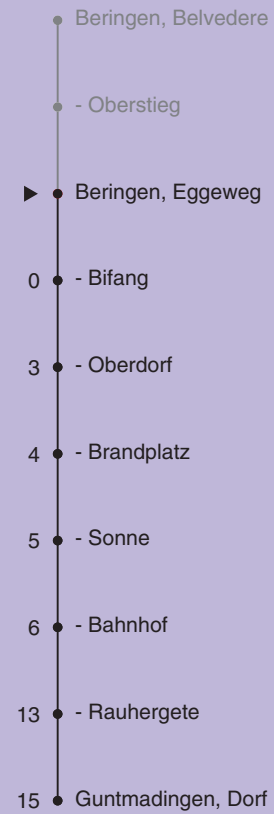 Beringen, Belvedere
- Oberstieg
Beringen, Eggeweg
0 - Bifang
3 - Oberdorf
4 - Brandplatz
5 - Sonne
6 - Bahnhof
13 - Rauhergete
15 Guntmadingen, Dorf